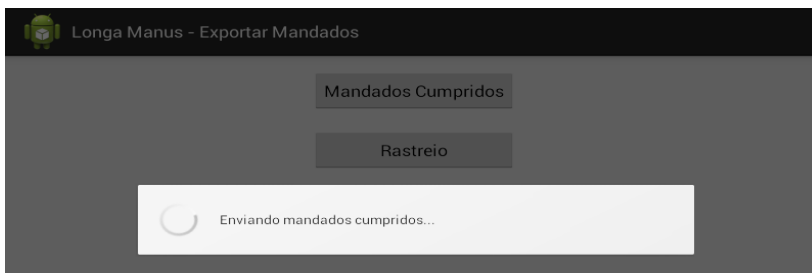 Longa Manus - Exportar Mandados
Mandados Cumpridos
Rastreio
Enviando mandados cumpridos...